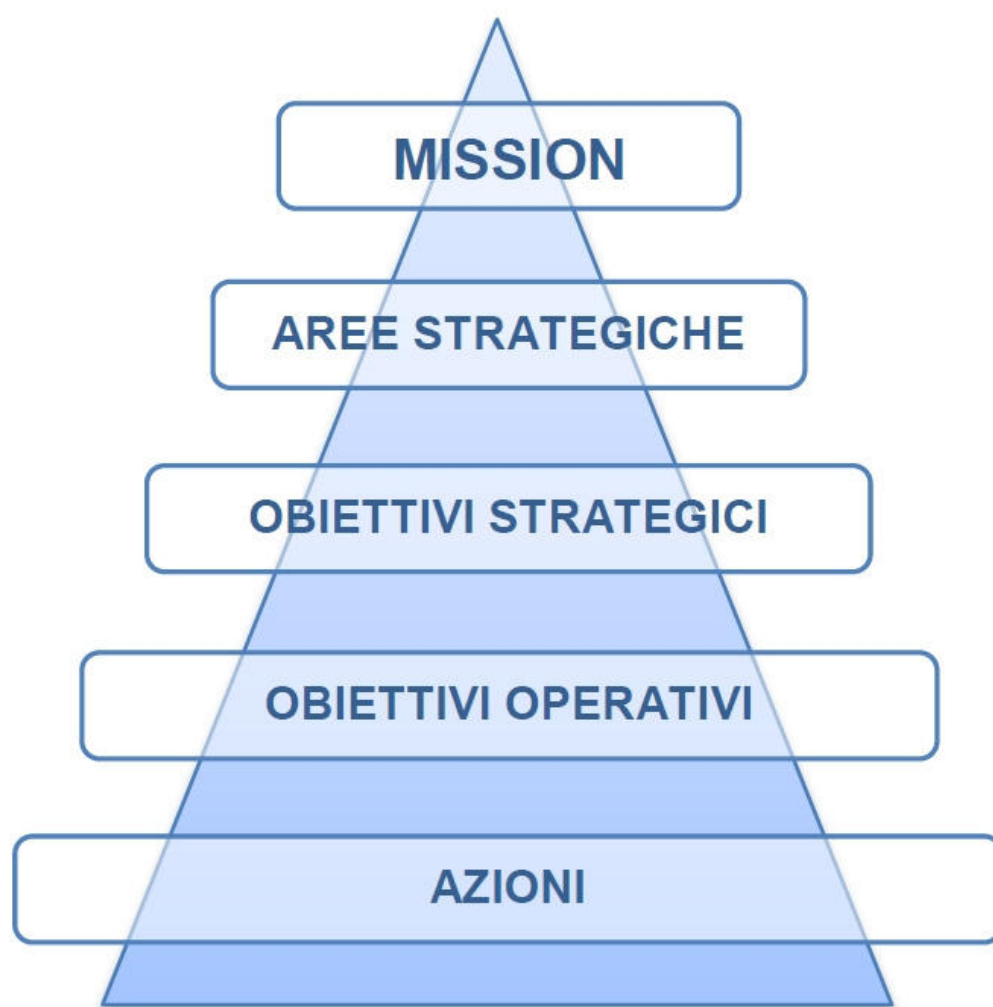 MISSION
AREE STRATEGICHE
OBIETTIVI STRATEGICI
OBIETTIVI OPERATIVI
AZIONI